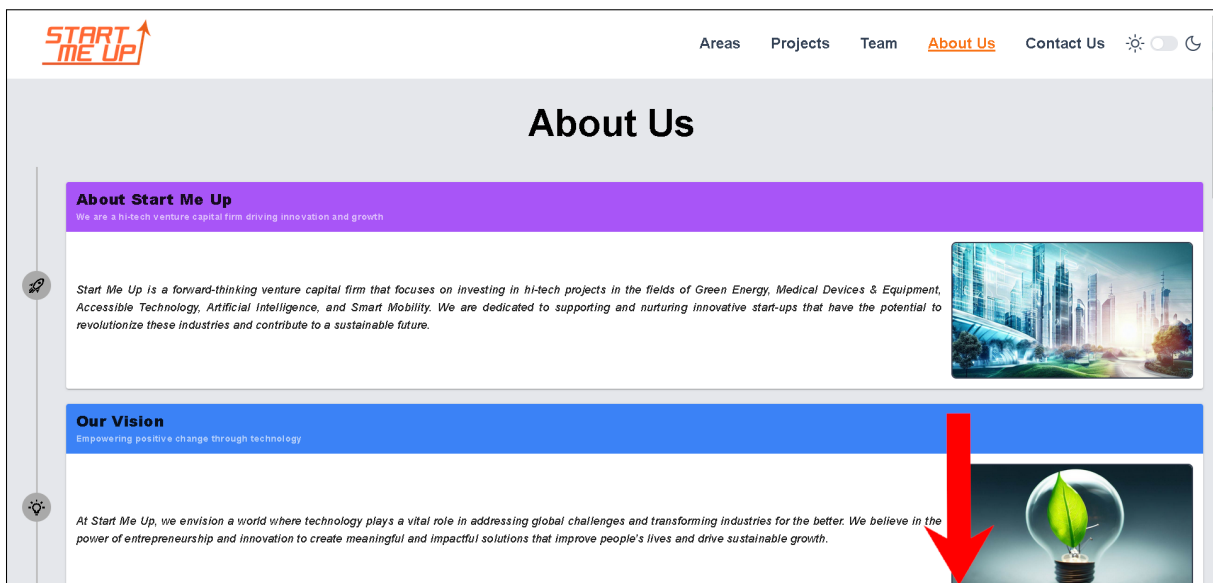 START
ME UP
Areas Projects Team About Us Contact Us
About Us
About Start Me Up
We are a hi-tech venture capital firm driving innovation and growth
Start Me Up is a forward-thinking venture capital firm that focuses on investing in hi-tech projects in the fields of Green Energy, Medical Devices & Equipment,
Accessible Technology, Artificial Intelligence, and Smart Mobility. We are dedicated to supporting and nurturing innovative start-ups that have the potential to
revolutionize these industries and contribute to a sustainable future.
Our Vision
Empowering positive change through technology
At Start Me Up, we envision a world where technology plays a vital role in addressing global challenges and transforming industries for the better. We believe in the
power of entrepreneurship and innovation to create meaningful and impactful solutions that improve people's lives and drive sustainable growth.